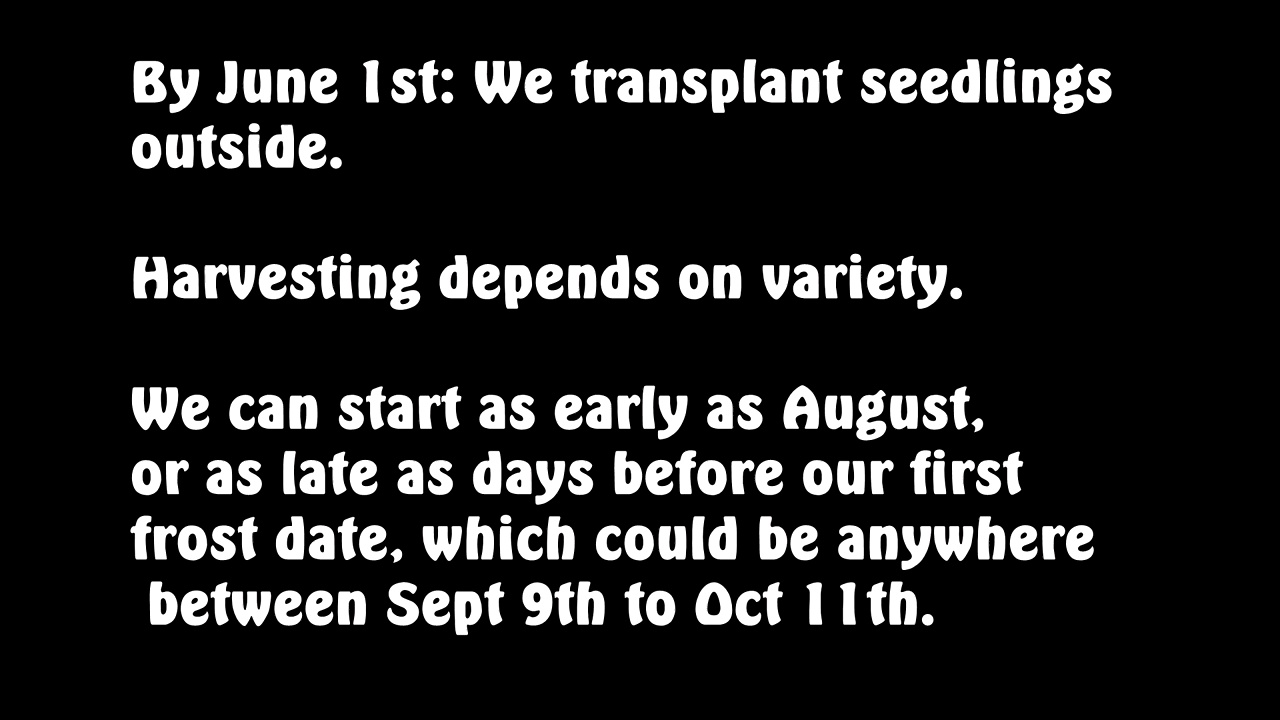 By June 1st: We transplant seedlings
outside.
Harvesting depends on variety.
We can start as early as August,
or as late as days before our first
frost date, which could be anywhere
between Sept 9th to Oct 11th.